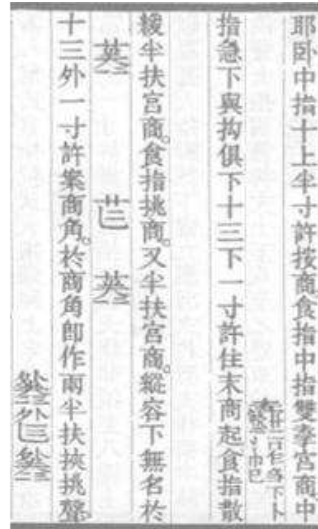 耶卧中指十上半寸許按商食指中指雙牽宮商中
指急下與拘俱下十三下一寸許住末商起食指散
緩半扶宮商。食指挑商。又半扶宮商。縱容下無名於
十三外一寸許案商角。於商角卽作兩半扶挾挑聲。